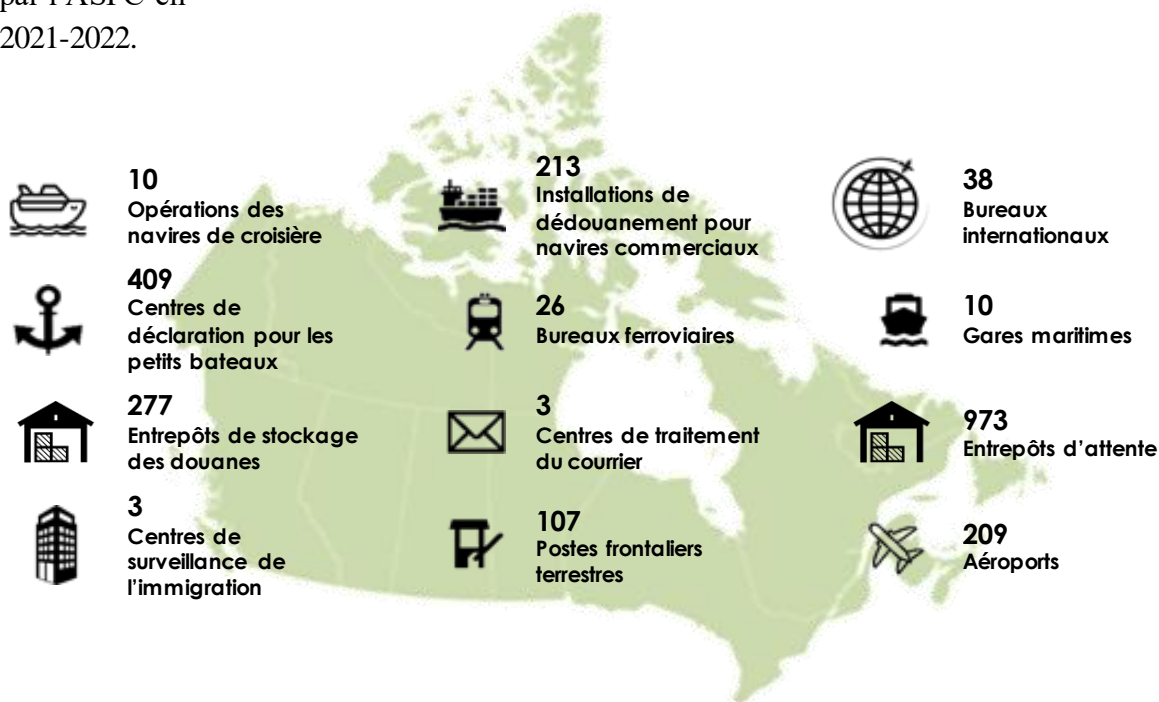 2021-2022.
10
Opérations des
navires de croisière
409
Centres de
déclaration pour les
petits bateaux
277
Entrepôts de stockage
des douanes
3
Centres de
surveillance de
l'immigration
213
Installations de
dédouanement pour
navires commerciaux
26
Bureaux ferroviaires
3
Centres de traitement
du courrier
107
Postes frontaliers
terrestres
38
Bureaux
internationaux
10
Gares maritimes
973
Entrepôts d'attente
209
Aéroports